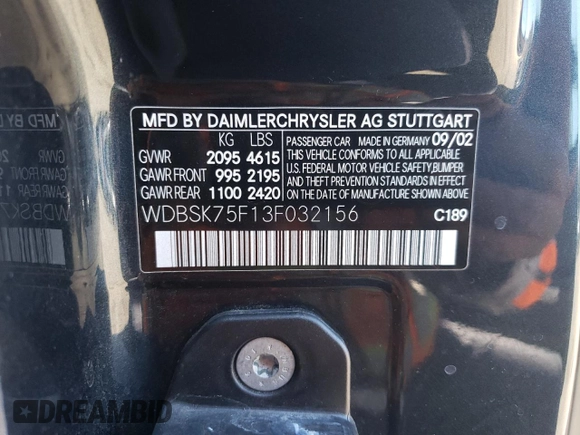 MFD BY DAIMLERCHRYSLER AG STUTTGART
KG LBS
GVWR 2095 4615
GAWR FRONT 995 2195
GAWR REAR 1100 2420
PASSENGER CAR MADE IN GERMANY 09/02
THIS VEHICLE CONFORMS TO ALL APPLICABLE
U.S. FEDERAL MOTOR VEHICLE SAFETY,BUMPER
AND THEFT PREVENTION STANDARDS IN EFFECT
ON THE DATE OF MANUFACTURE SHOWN ABOVE.
WDBSK75F13F032156
C189
DREAMBID